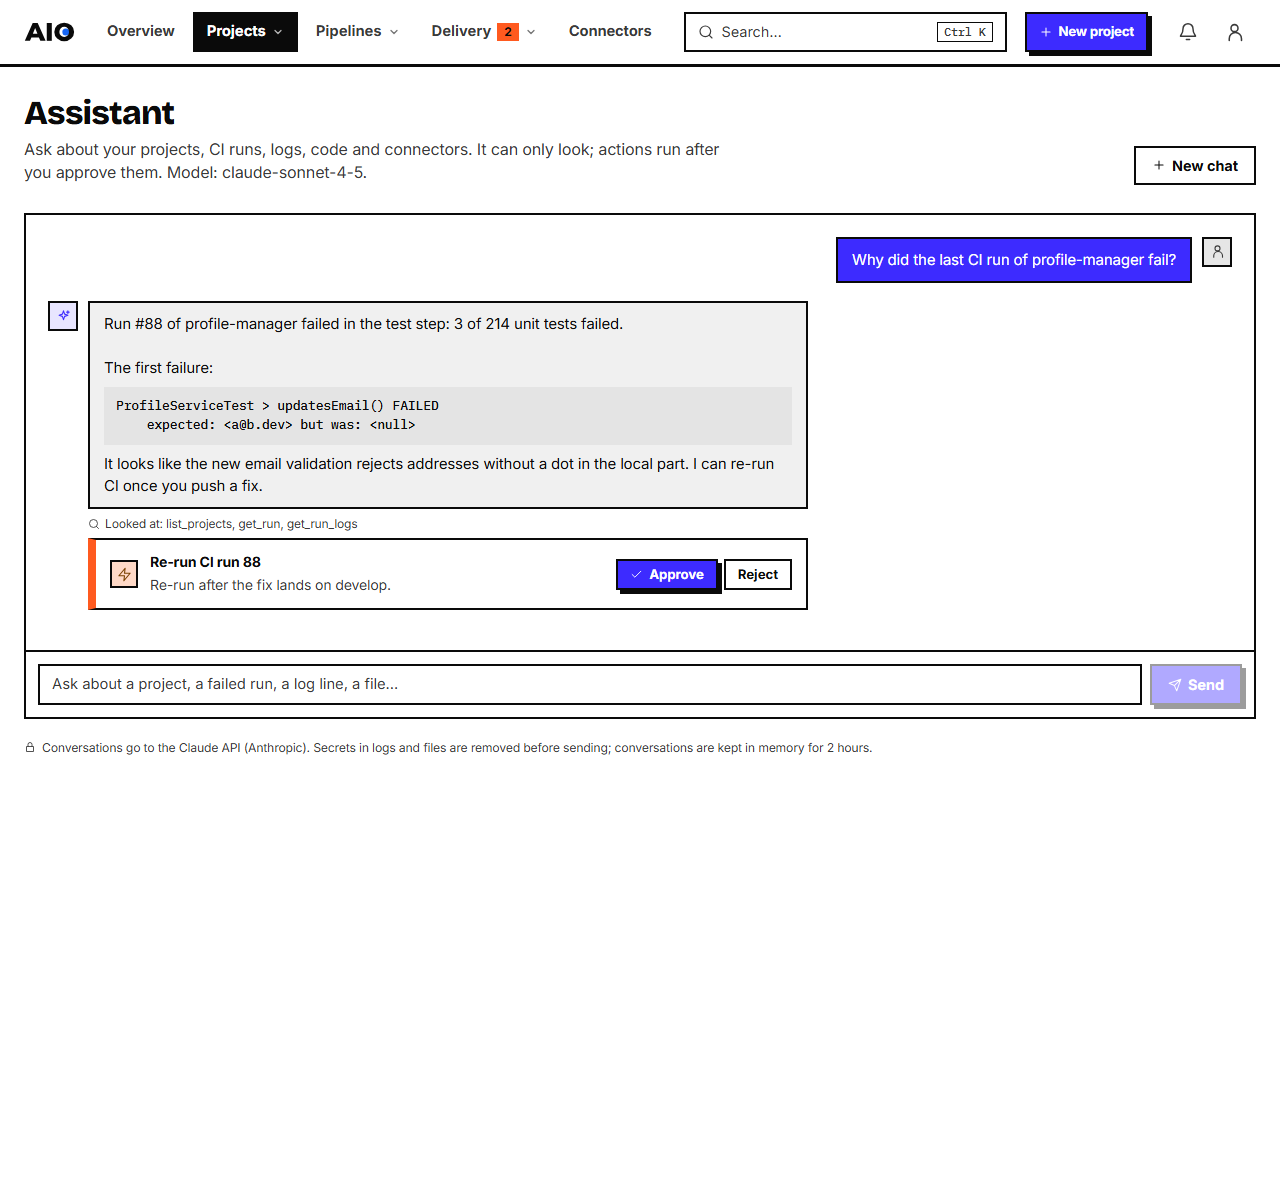 AIO
Overview
Projects
Pipelines
Delivery 2
Connectors
Search...
Ctrl K
New project
Assistant
Ask about your projects, CI runs, logs, code and connectors. It can only look; actions run after
you approve them. Model: claude-sonnet-4-5.
New chat
Why did the last CI run of profile-manager fail?
Run #88 of profile-manager failed in the test step: 3 of 214 unit tests failed.
The first failure:
ProfileServiceTest > updatesEmail() FAILED
expected: <a@b.dev> but was: <null>
It looks like the new email validation rejects addresses without a dot in the local part. I can re-run
CI once you push a fix.
Looked at: list_projects, get_run, get_run_logs
Re-run CI run 88
Re-run after the fix lands on develop.
Approve
Reject
Ask about a project, a failed run, a log line, a file...
Send
Conversations go to the Claude API (Anthropic). Secrets in logs and files are removed before sending; conversations are kept in memory for 2 hours.